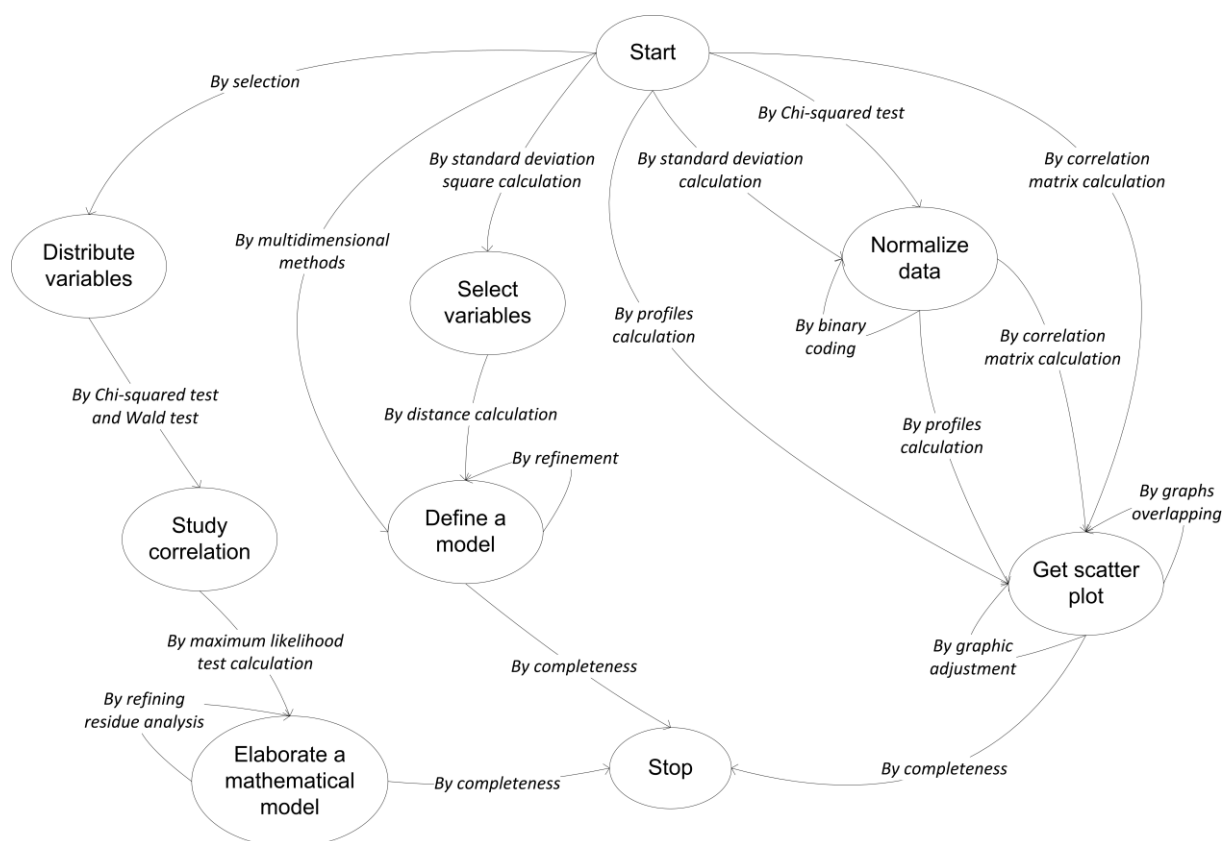 Start
By selection
By Chi-squared test
By standard deviation
square calculation
By standard deviation
calculation
By correlation
matrix calculation
Distribute
variables
By multidimensional
methods
Select
variables
Normalize
data
By profiles
calculation
By binary
coding
By correlation
matrix calculation
By Chi-squared test
and Wald test
By distance calculation
By profiles
calculation
By refinement
By graphs
overlapping
Study
correlation
Define a
model
Get scatter
plot
By maximum likelihood
test calculation
By completeness
By graphic
adjustment
By refining
residue analysis
Elaborate a
mathematical
model
By completeness
Stop
By completeness